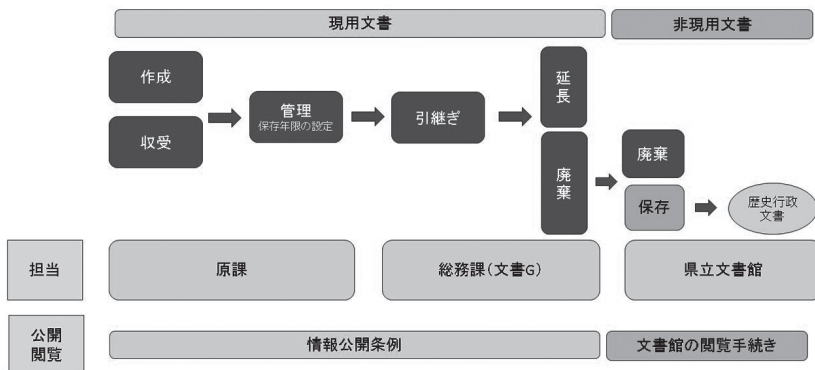 現用文書
非現用文書
作成
収受
管理
保存年限の設定
引継ぎ
延長
廃棄
廃棄
保存
歴史行政
文書
担当
原課
総務課(文書G)
県立文書館
公開
閲覧
情報公開条例
文書館の閲覧手続き